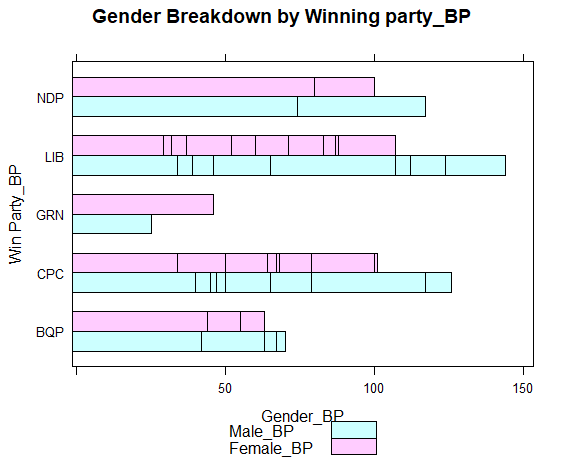 Gender Breakdown by Winning party_BP
NDP
LIB
GRN
CPC
BQP
Win Party_BP
50
100
150
Gender_BP
Male_BP
Female_BP